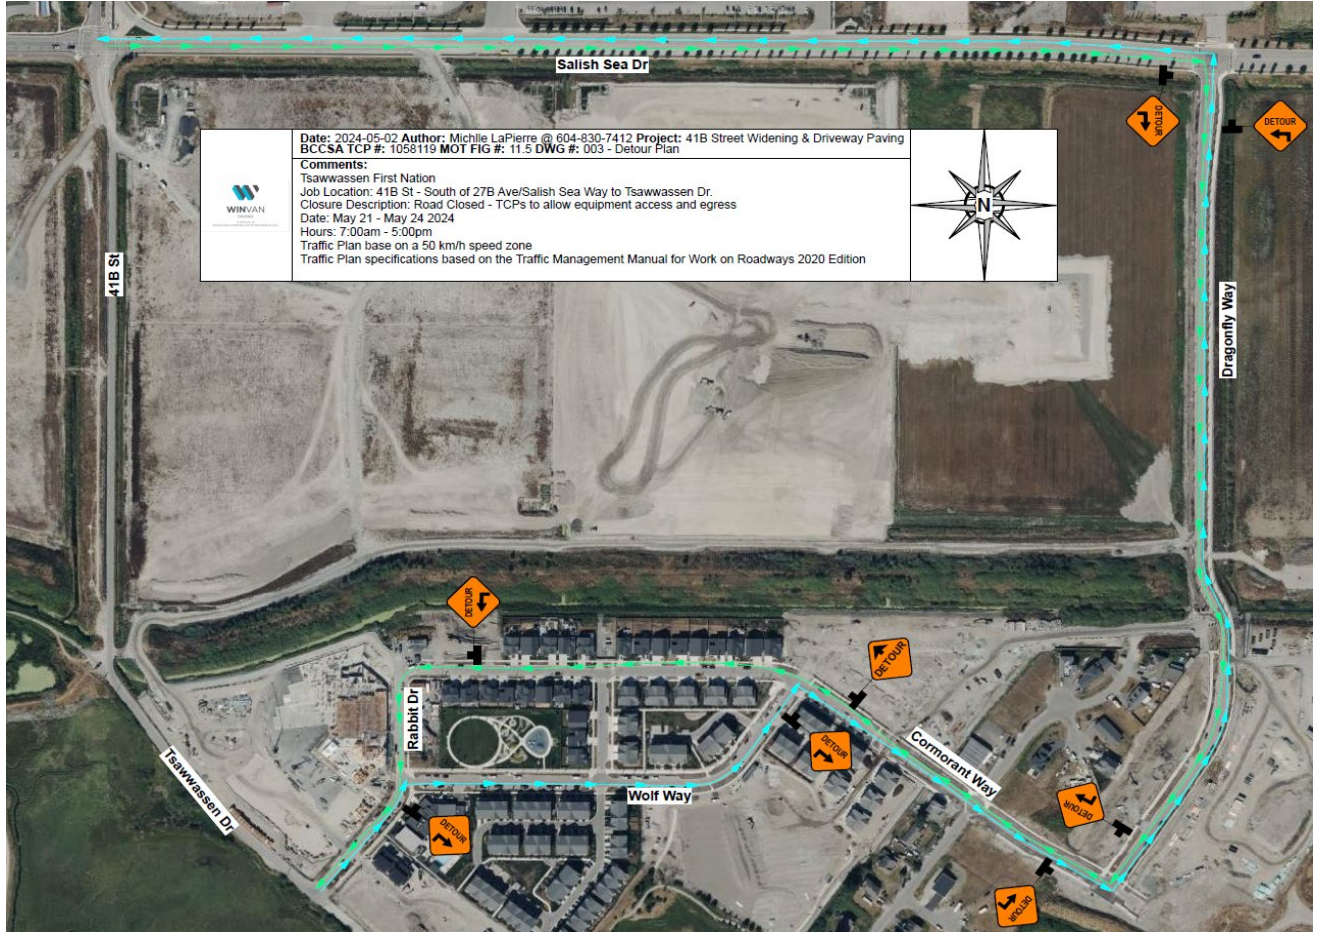 Salish Sea Dr
DETOUR
DETOUR
Date: 2024-05-02 Author: Michlle LaPierre @ 604-830-7412 Project: 41B Street Widening & Driveway Paving
BCCSA TCP #: 1058119 MOT FIG #: 11.5 DWG #: 003 - Detour Plan
Comments:
Tsawwassen First Nation
Job Location: 41B St - South of 27B Ave/Salish Sea Way to Tsawwassen Dr.
Closure Description: Road Closed - TCPs to allow equipment access and egress
Date: May 21 - May 24 2024
Hours: 7:00am - 5:00pm
Traffic Plan base on a 50 km/h speed zone
Traffic Plan specifications based on the Traffic Management Manual for Work on Roadways 2020 Edition
WINVAN
N
41B St
Dragonfly Way
DETOUR
DETOUR
Rabbit Dr
Tsawwassen Dr
Cormorant Way
DETOUR
Wolf Way
DETOUR
DETOUR
DETOUR